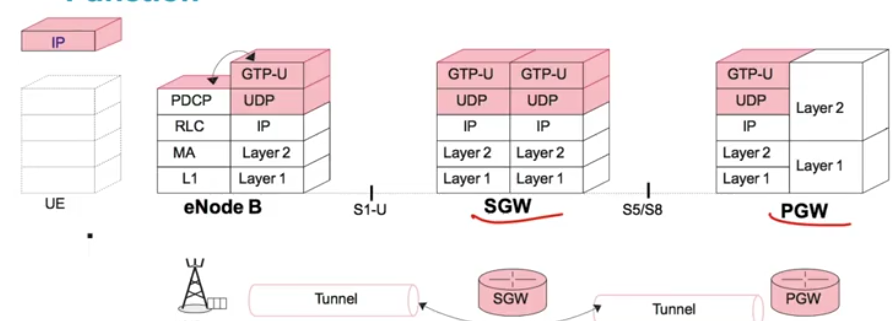 Function
IP
GTP-U
GTP-U GTP-U
GTP-U
PDCP UDP
UDP UDP
UDP
Layer 2
RLC IP
IP IP
IP
MA Layer 2
Layer 2 Layer 2
Layer 2
Layer 1
L1 Layer 1
Layer 1 Layer 1
Layer 1
UE
eNode B
S1-U
SGW
S5/S8
PGW
Tunnel
SGW
Tunnel
PGW